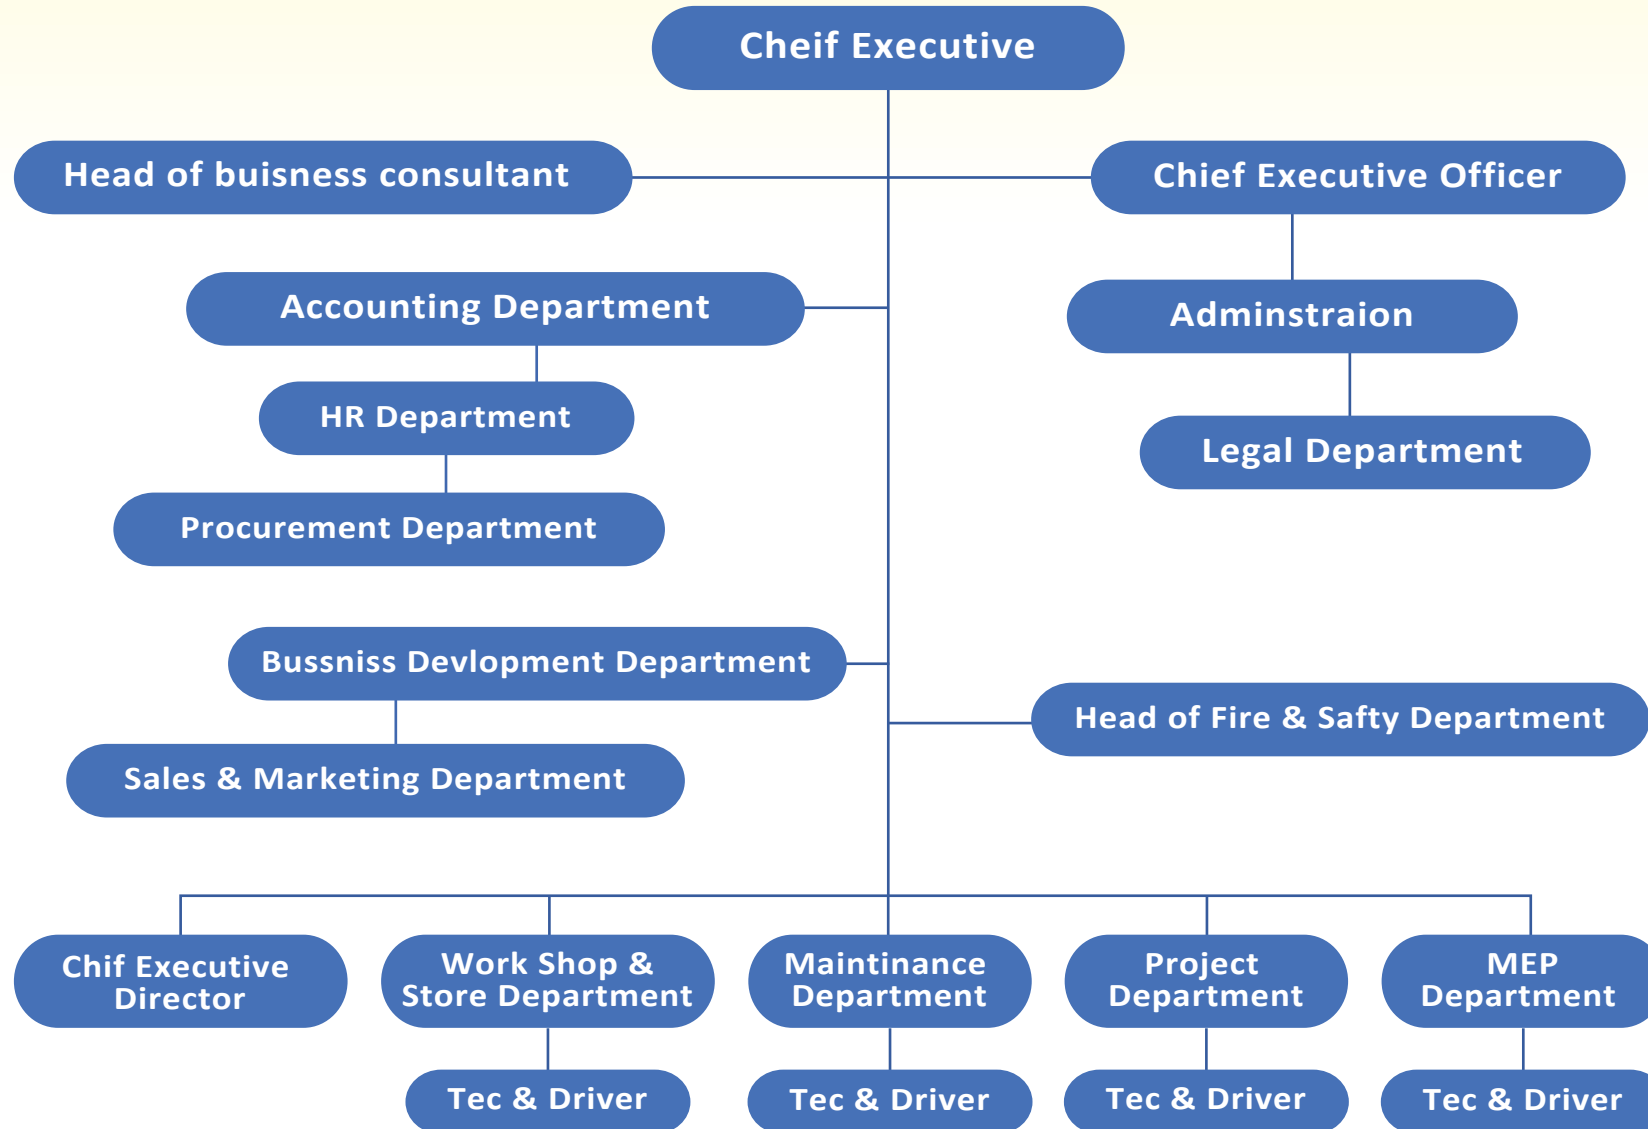 Cheif Executive
Head of buisness consultant
Chief Executive Officer
Accounting Department
Adminstraion
HR Department
Legal Department
Procurement Department
Bussniss Devlopment Department
Head of Fire & Safty Department
Sales & Marketing Department
Chif Executive
Director
Work Shop &
Store Department
Maintinance
Department
Project
Department
MEP
Department
Tec & Driver
Tec & Driver
Tec & Driver
Tec & Driver